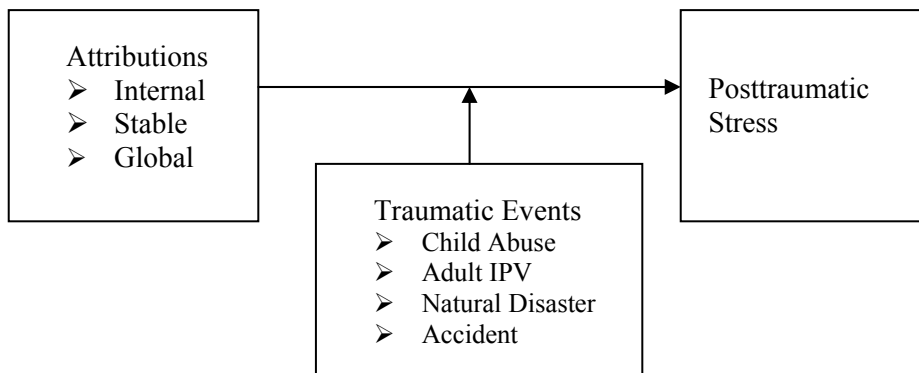 Attributions
➢ Internal
➢ Stable
➢ Global
Posttraumatic
Stress
Traumatic Events
➢ Child Abuse
➢ Adult IPV
➢ Natural Disaster
➢ Accident